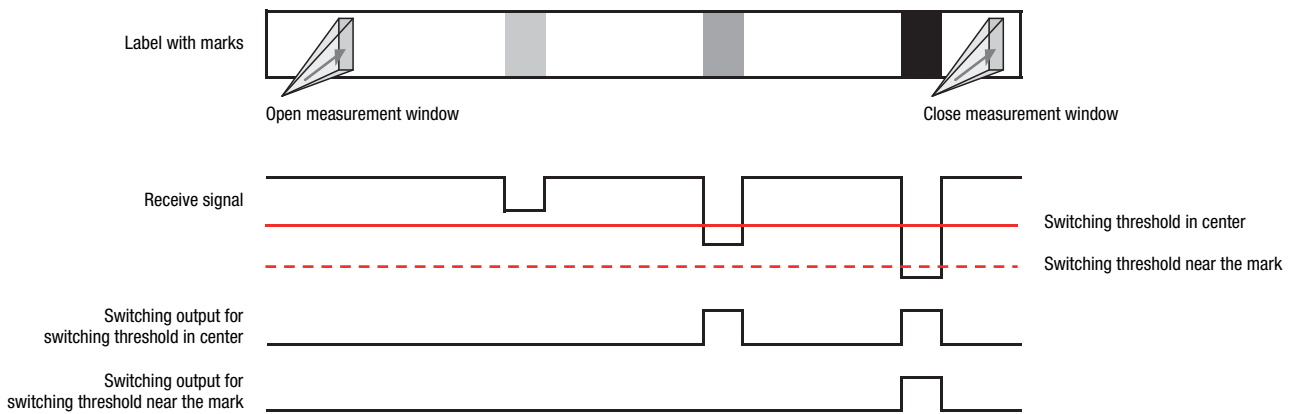 Label with marks
Open measurement window
Close measurement window
Receive signal
Switching threshold in center
Switching threshold near the mark
Switching output for
switching threshold in center
Switching output for
switching threshold near the mark